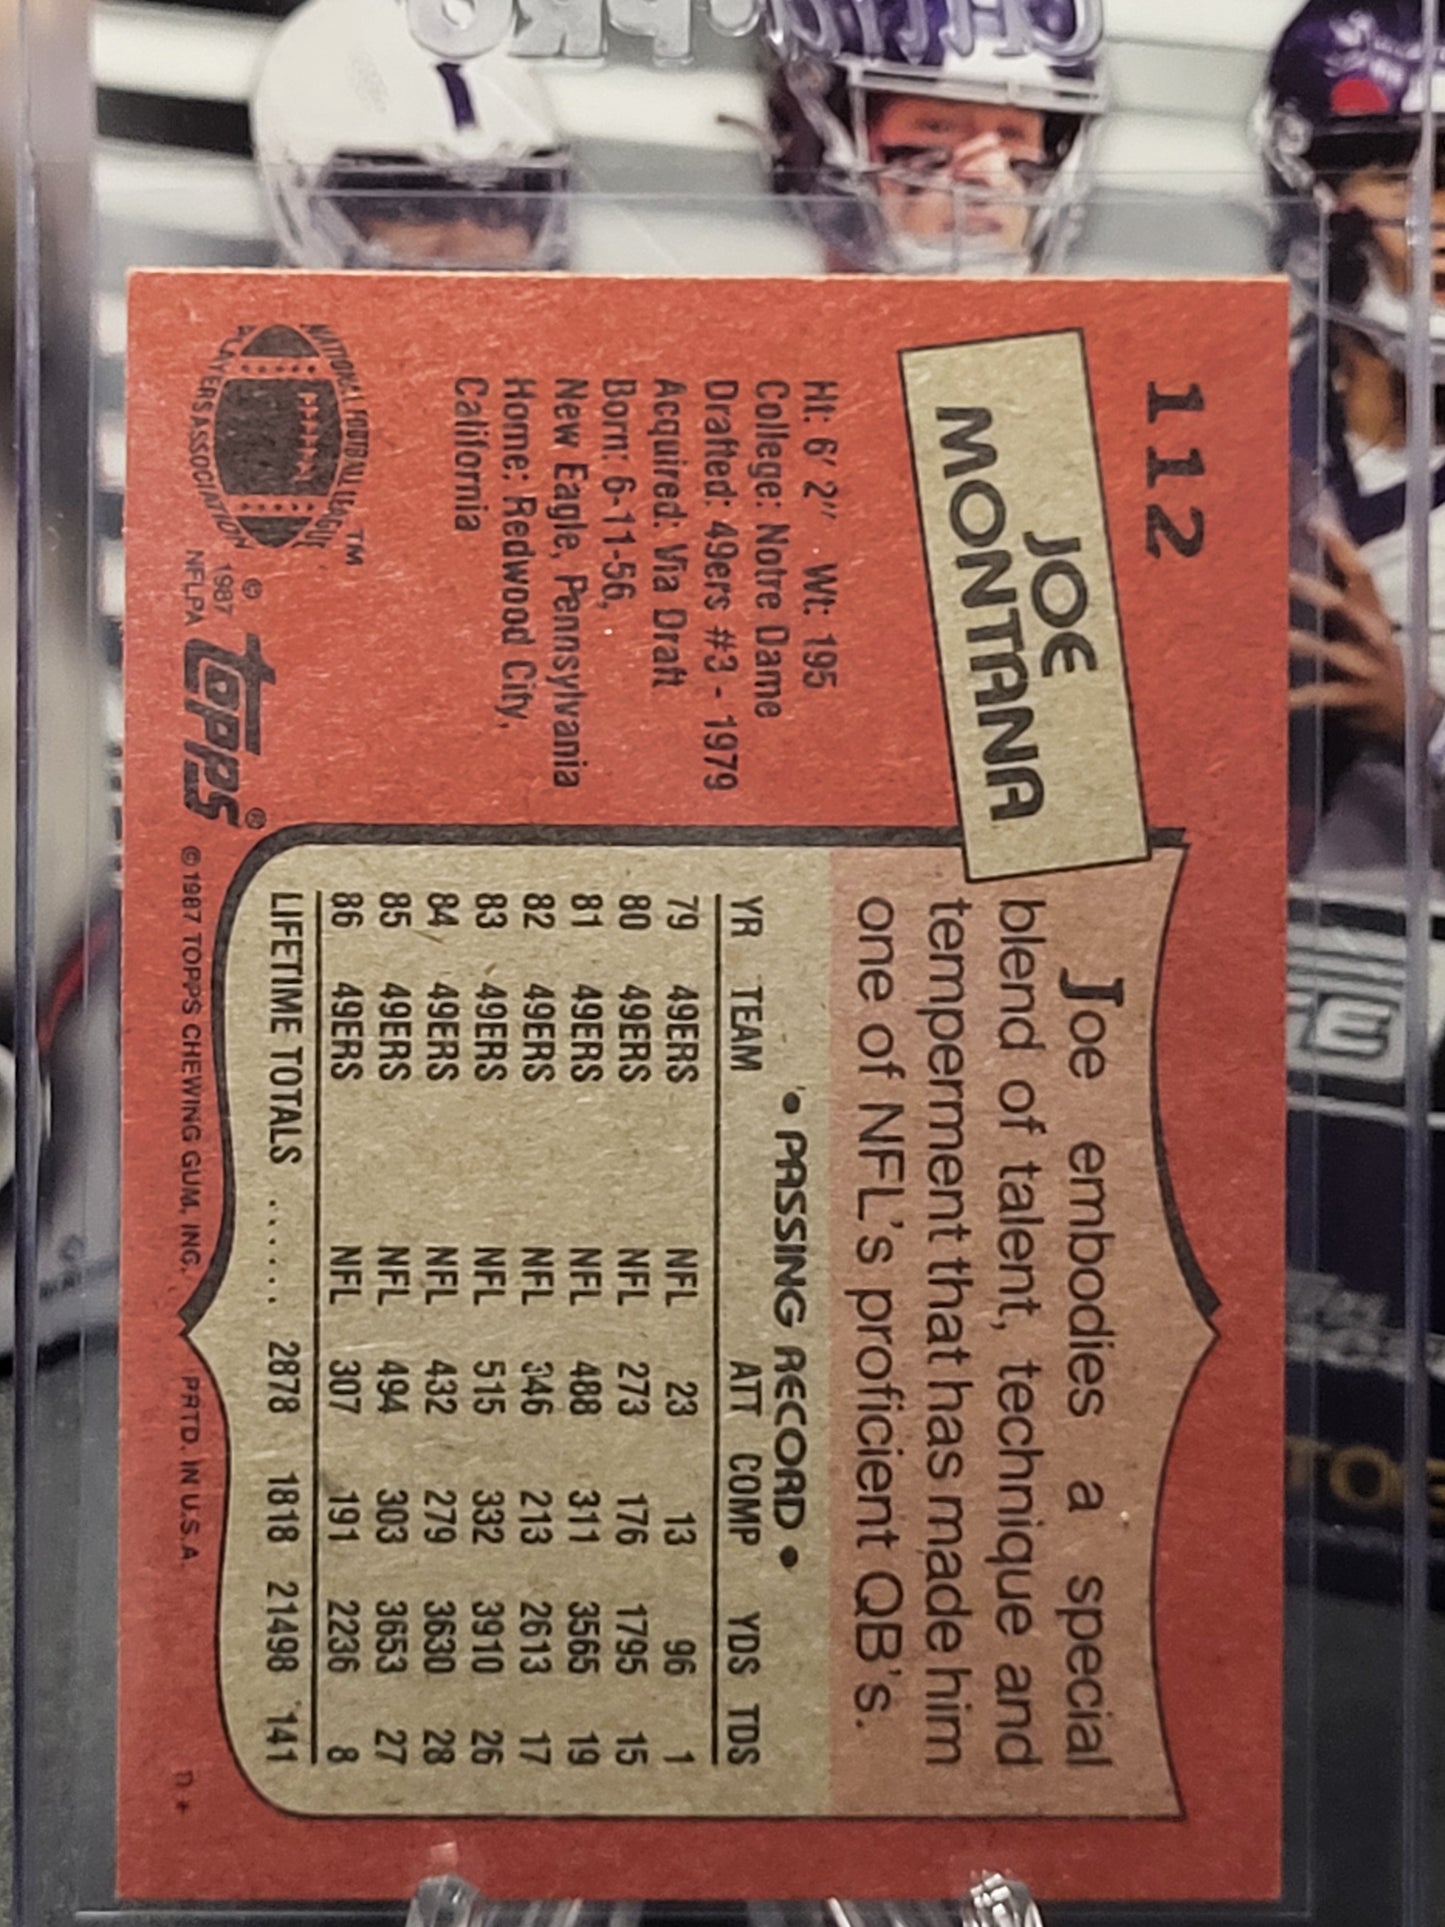 112
JOE
MONTANA
Ht: 6' 2" Wt: 195
College: Notre Dame
Drafted: 49ers #3 - 1979
Acquired: Via Draft
Born: 6-11-56,
New Eagle, Pennsylvania
Home: Redwood City,
California
NATIONAL FOOTBALL LEAGUE
PLAYERS ASSOCIATION
TM
© 1987
NFLPA
topps®
Joe embodies a special
blend of talent, technique and
temperment that has made him
one of NFL's proficient QB's.
• PASSING RECORD •
YR TEAM ATT COMP YDS TDS
79 49ERS NFL 23 13 96 1
80 49ERS NFL 273 176 1795 15
81 49ERS NFL 488 311 3565 19
82 49ERS NFL 346 213 2613 17
83 49ERS NFL 515 332 3910 26
84 49ERS NFL 432 279 3630 28
85 49ERS NFL 494 303 3653 27
86 49ERS NFL 307 191 2236 8
LIFETIME TOTALS ...... 2878 1818 21498 141
© 1987 TOPPS CHEWING GUM, INC. PRTD. IN U.S.A.